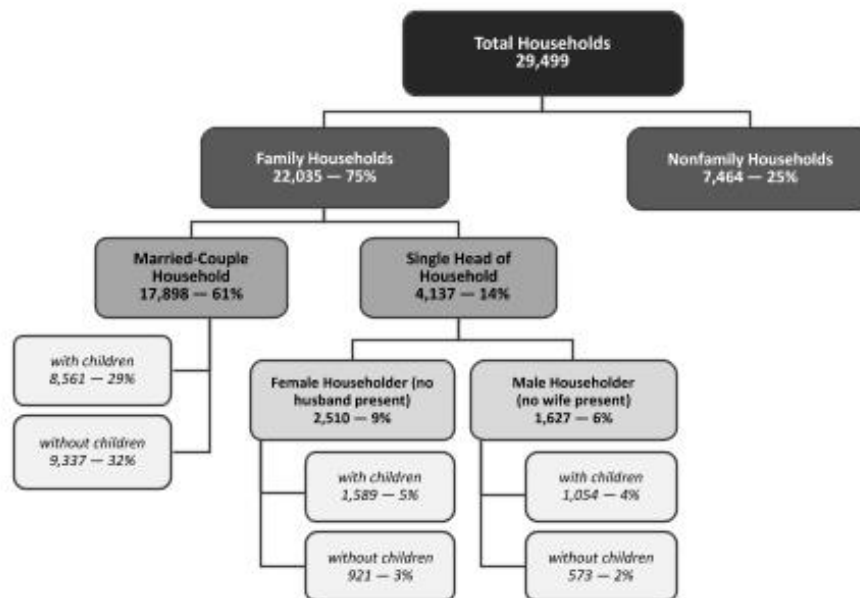 Total Households
29,499
Family Households
22,035 — 75%
Nonfamily Households
7,464 — 25%
Married-Couple
Household
17,898 — 61%
Single Head of
Household
4,137 — 14%
with children
8,561 — 29%
without children
9,337 — 32%
Female Householder (no
husband present)
2,510 — 9%
Male Householder
(no wife present)
1,627 — 6%
with children
1,589 — 5%
with children
1,054 — 4%
without children
921 — 3%
without children
573 — 2%